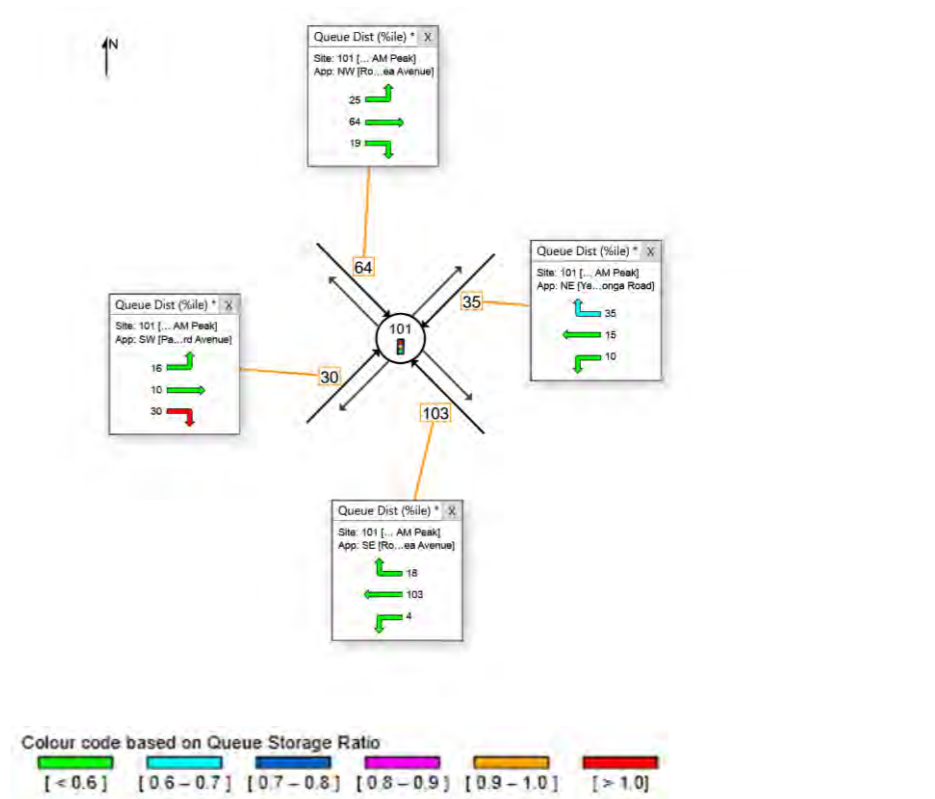 N
Queue Dist (%ile) * X
Site: 101 [... AM Peak]
App: NW [Ro...ea Avenue]
25
64
19
64
Queue Dist (%ile) * X
Site: 101 [... AM Peak]
App: NE [Ya...onga Road]
35
15
10
35
101
Queue Dist (%ile) * X
Site: 101 [... AM Peak]
App: SW [Pa...rd Avenue]
16
10
30
30
103
Queue Dist (%ile) * X
Site: 101 [... AM Peak]
App: SE [Ro...ea Avenue]
18
103
4
Colour code based on Queue Storage Ratio
[ < 0.6 ] [ 0.6 – 0.7 ] [ 0.7 – 0.8 ] [ 0.8 – 0.9 ] [ 0.9 – 1.0 ] [ > 1.0 ]